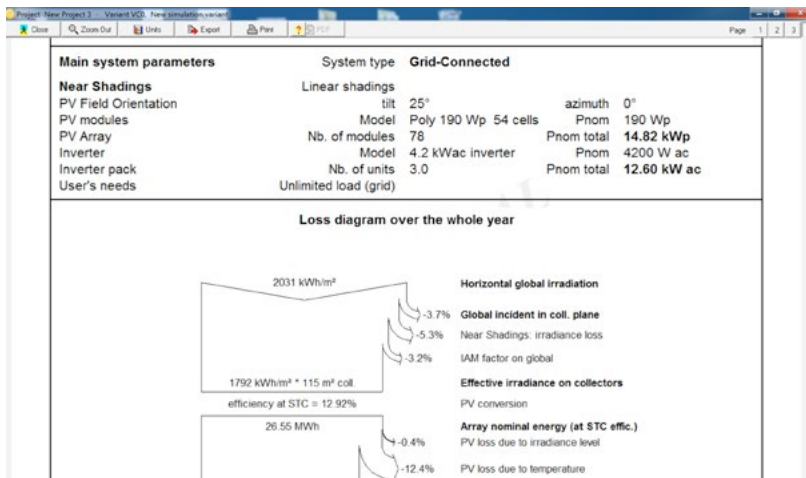 Project: New Project 3 - Variant VC0, New simulation variant
Close Zoom Out Units Export Print ? PDF Page 1 2 3
Main system parameters System type Grid-Connected
Near Shadings Linear shadings
PV Field Orientation tilt 25° azimuth 0°
PV modules Model Poly 190 Wp 54 cells Pnom 190 Wp
PV Array Nb. of modules 78 Pnom total 14.82 kWp
Inverter Model 4.2 kWac inverter Pnom 4200 W ac
Inverter pack Nb. of units 3.0 Pnom total 12.60 kW ac
User's needs Unlimited load (grid)
Loss diagram over the whole year
2031 kWh/m² Horizontal global irradiation
-3.7% Global incident in coll. plane
-5.3% Near Shadings: irradiance loss
-3.2% IAM factor on global
1792 kWh/m² * 115 m² coll. Effective irradiance on collectors
efficiency at STC = 12.92% PV conversion
26.55 MWh Array nominal energy (at STC effic.)
-0.4% PV loss due to irradiance level
-12.4% PV loss due to temperature